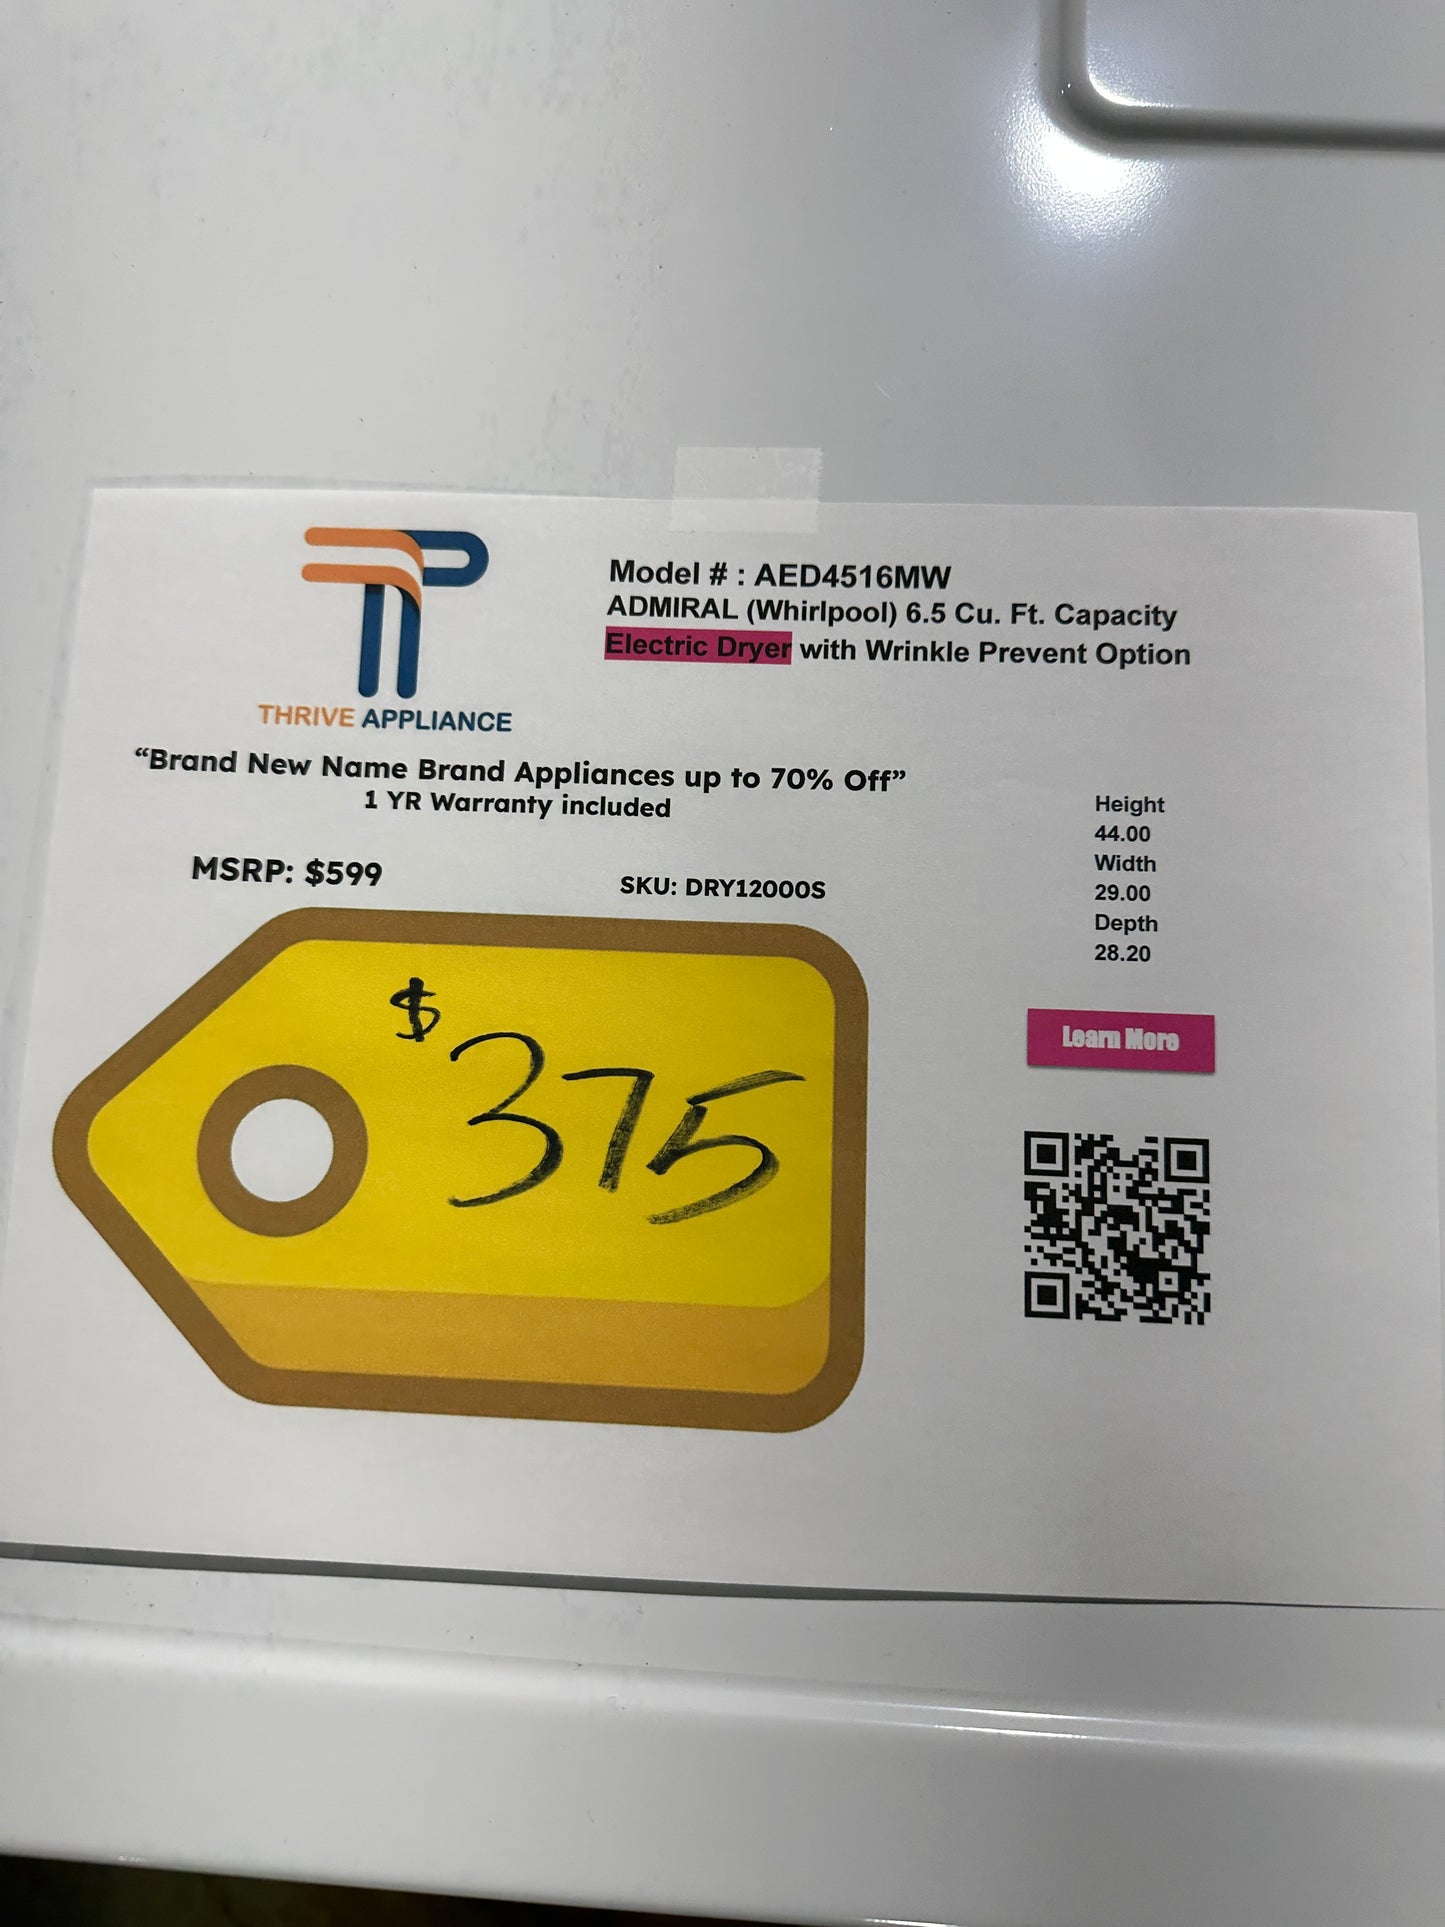 Model # : AED4516MW
ADMIRAL (Whirlpool) 6.5 Cu. Ft. Capacity
Electric Dryer with Wrinkle Prevent Option
THRIVE APPLIANCE
“Brand New Name Brand Appliances up to 70% Off”
1 YR Warranty included
MSRP: $599
SKU: DRY12000S
Height
44.00
Width
29.00
Depth
28.20
$375
Learn More